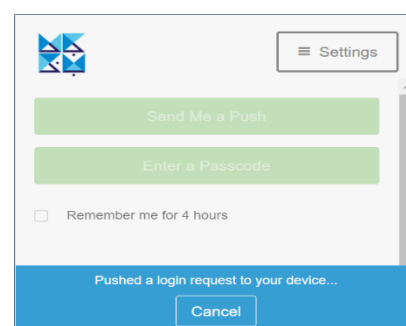 ≡ Settings
Send Me a Push
Enter a Passcode
Remember me for 4 hours
Pushed a login request to your device...
Cancel